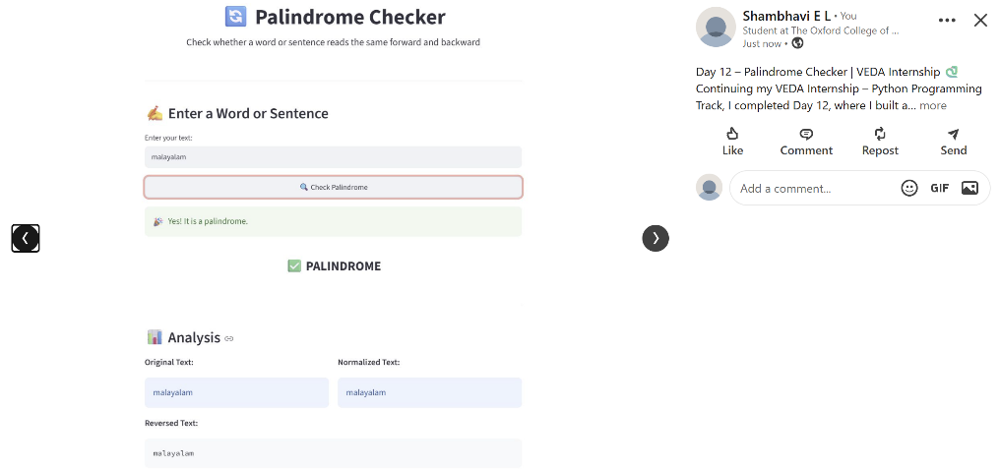 Palindrome Checker
Check whether a word or sentence reads the same forward and backward
Enter a Word or Sentence
Enter your text:
malayalam
Check Palindrome
Yes! It is a palindrome.
PALINDROME
Analysis
Original Text:
Normalized Text:
malayalam
malayalam
Reversed Text:
malayalam
Shambhavi E L • You
Student at The Oxford College of ...
Just now •
Day 12 – Palindrome Checker | VEDA Internship
Continuing my VEDA Internship – Python Programming
Track, I completed Day 12, where I built a... more
Like
Comment
Repost
Send
Add a comment...
GIF